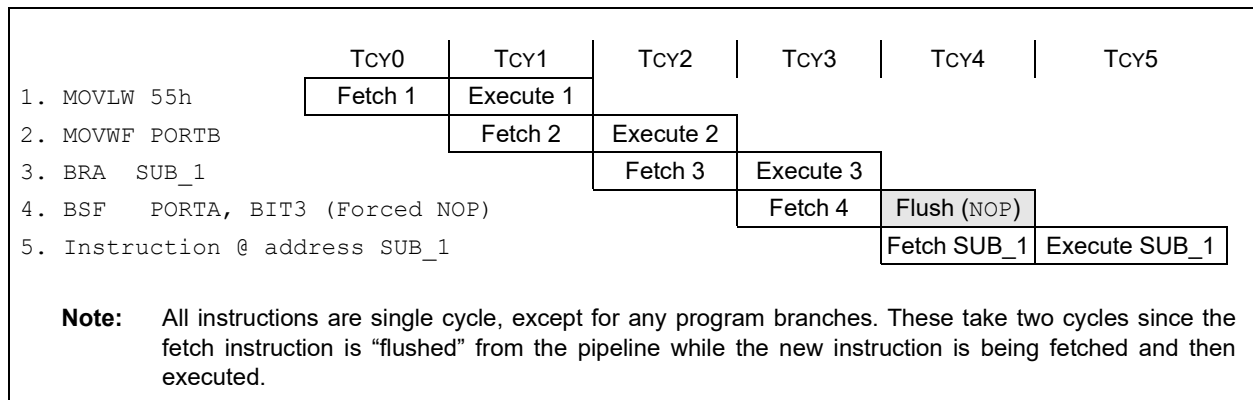 TCY0 TCY1 TCY2 TCY3 TCY4 TCY5
1. MOVLW 55h Fetch 1 Execute 1
2. MOVWF PORTB Fetch 2 Execute 2
3. BRA SUB_1 Fetch 3 Execute 3
4. BSF PORTA, BIT3 (Forced NOP) Fetch 4 Flush (NOP)
5. Instruction @ address SUB_1 Fetch SUB_1 Execute SUB_1
Note: All instructions are single cycle, except for any program branches. These take two cycles since the
fetch instruction is “flushed” from the pipeline while the new instruction is being fetched and then
executed.